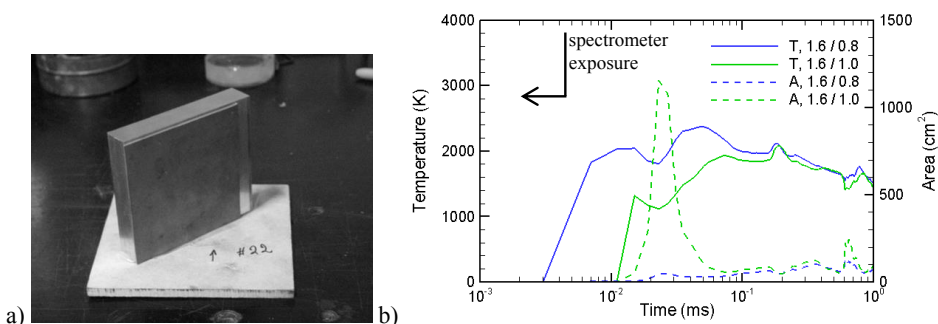 a)
↑ #22
b)
4000
3000
2000
1000
0
Temperature (K)
spectrometer
exposure
T, 1.6 / 0.8
T, 1.6 / 1.0
A, 1.6 / 0.8
A, 1.6 / 1.0
1500
1000
500
0
Area (cm²)
10⁻³
10⁻²
10⁻¹
10⁰
Time (ms)